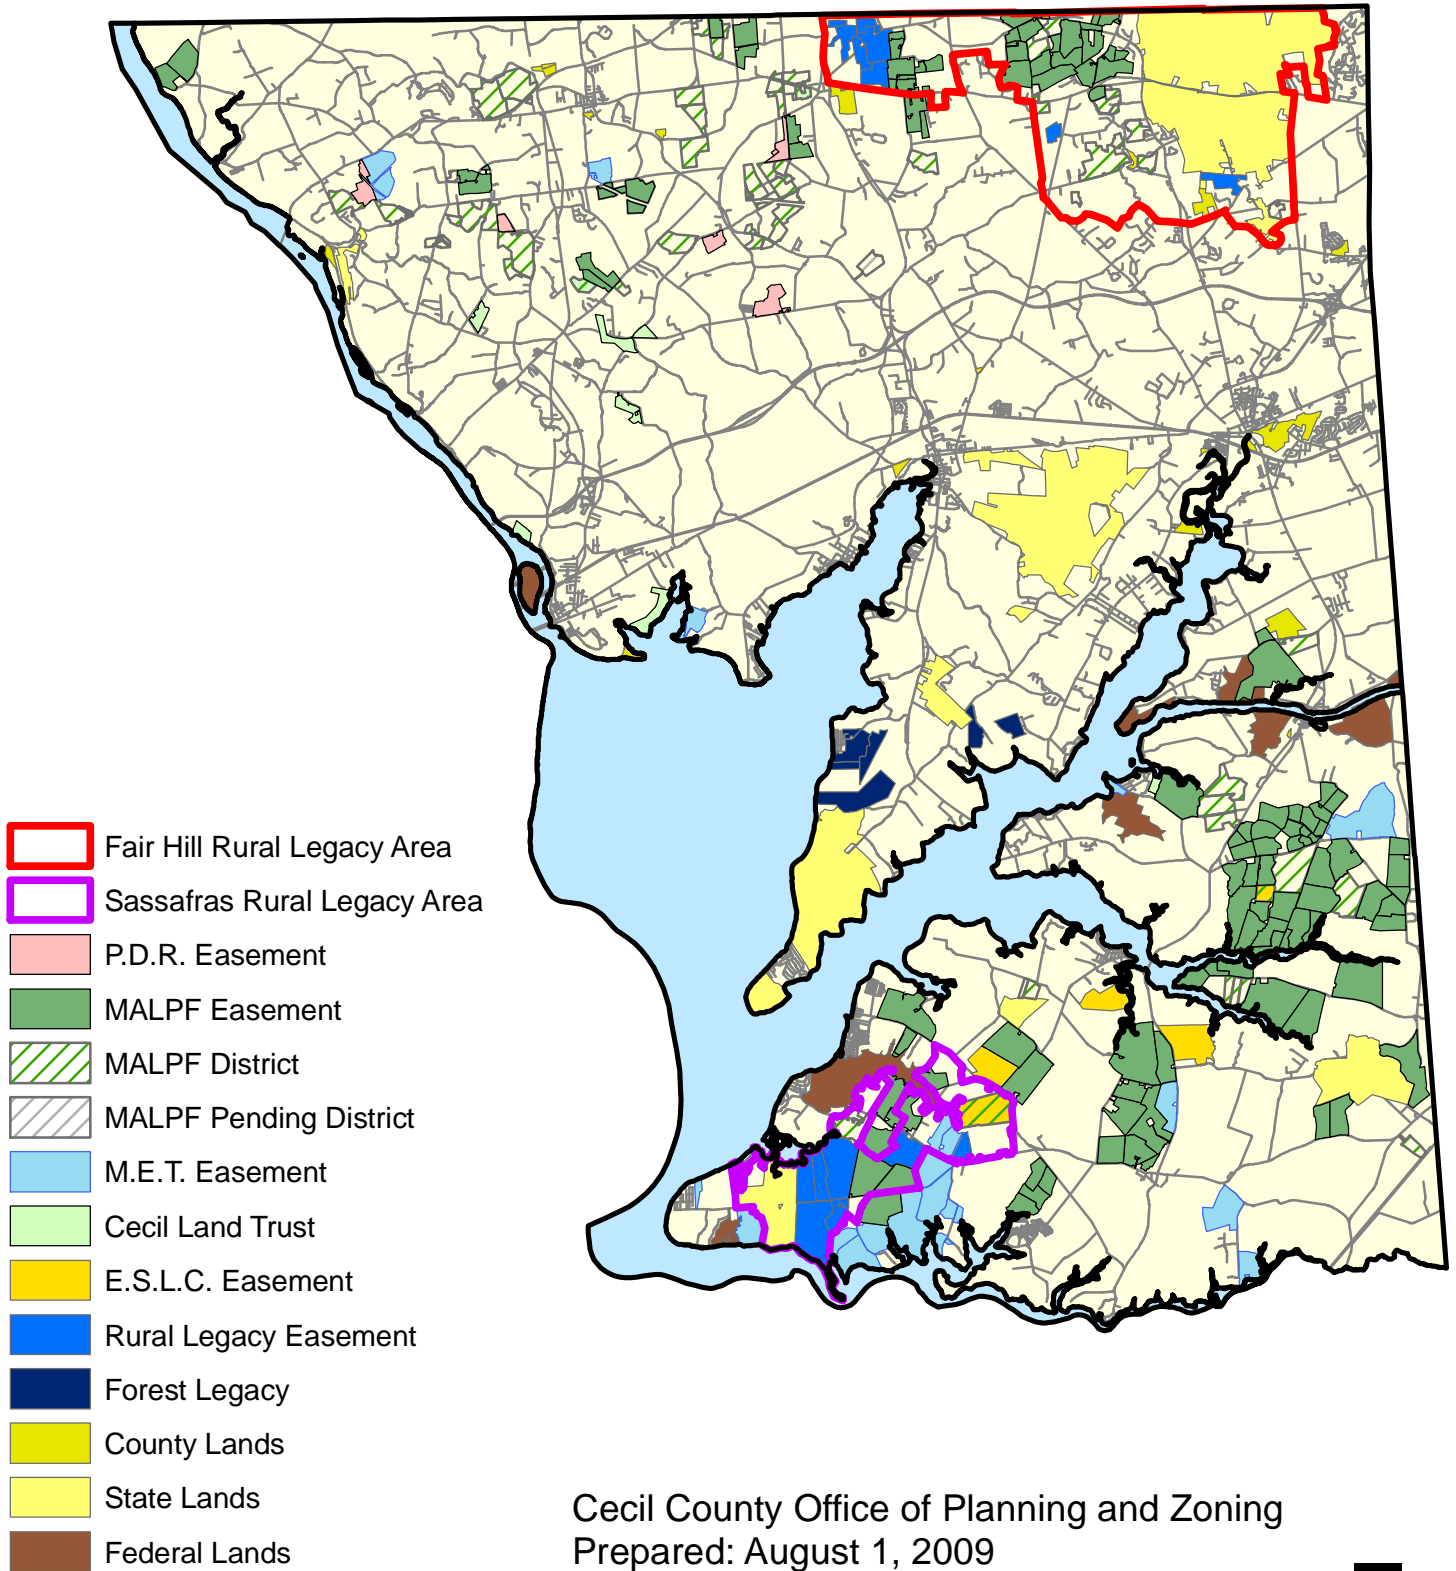 Fair Hill Rural Legacy Area
Sassafras Rural Legacy Area
P.D.R. Easement
MALPF Easement
MALPF District
MALPF Pending District
M.E.T. Easement
Cecil Land Trust
E.S.L.C. Easement
Rural Legacy Easement
Forest Legacy
County Lands
State Lands
Federal Lands
Cecil County Office of Planning and Zoning
Prepared: August 1, 2009